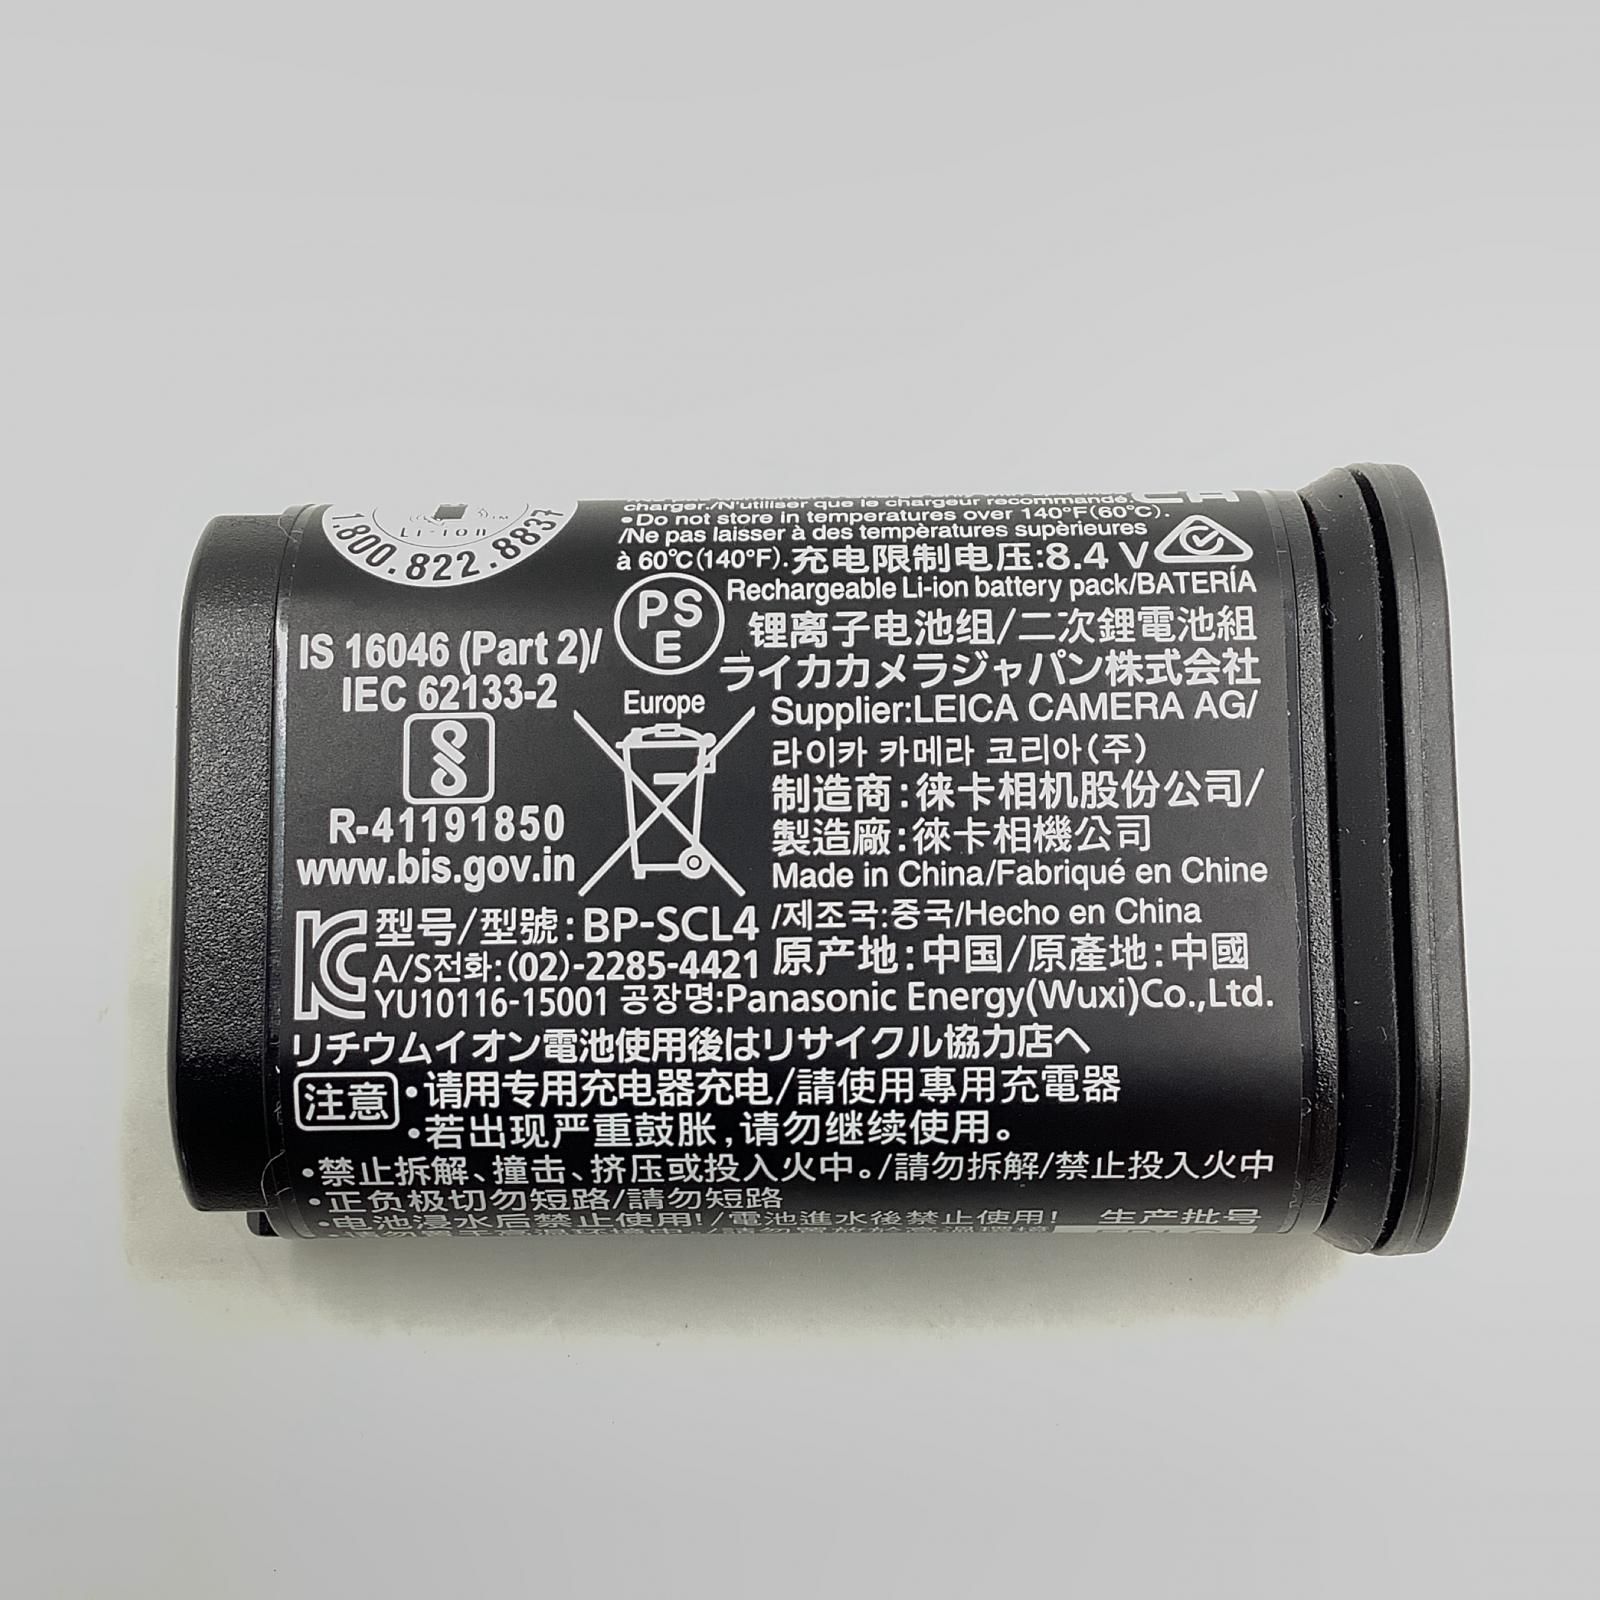 charger./N'utiliser que le chargeur recommandé.
•Do not store in temperatures over 140°F(60°C).
/Ne pas laisser à des tempèratures supèrieures
à 60°C(140°F).充电限制电压:8.4 V
Li-ion
1.800.822.8837
Rechargeable Li-ion battery pack/BATERÍA
PS
E
锂离子电池组/二次鋰電池組
IS 16046 (Part 2)/
IEC 62133-2
ライカカメラジャパン株式会社
Europe
Supplier:LEICA CAMERA AG/
라이카 카메라 코리아(주)
制造商:徕卡相机股份公司/
R-41191850
製造廠:徠卡相機公司
www.bis.gov.in
Made in China/Fabriqué en Chine
型号/型號:BP-SCL4
/제조국:중국/Hecho en China
A/S전화:(02)-2285-4421
原产地:中国/原產地:中國
YU10116-15001 공장명:Panasonic Energy(Wuxi)Co.,Ltd.
リチウムイオン電池使用後はリサイクル協力店へ
注意
•请用专用充电器充电/請使用專用充電器
•若出现严重鼓胀,请勿继续使用。
•禁止拆解、撞击、挤压或投入火中。/請勿拆解/禁止投入火中
•正负极切勿短路/請勿短路
•电池浸水后禁止使用!/電池進水後禁止使用!
生产批号